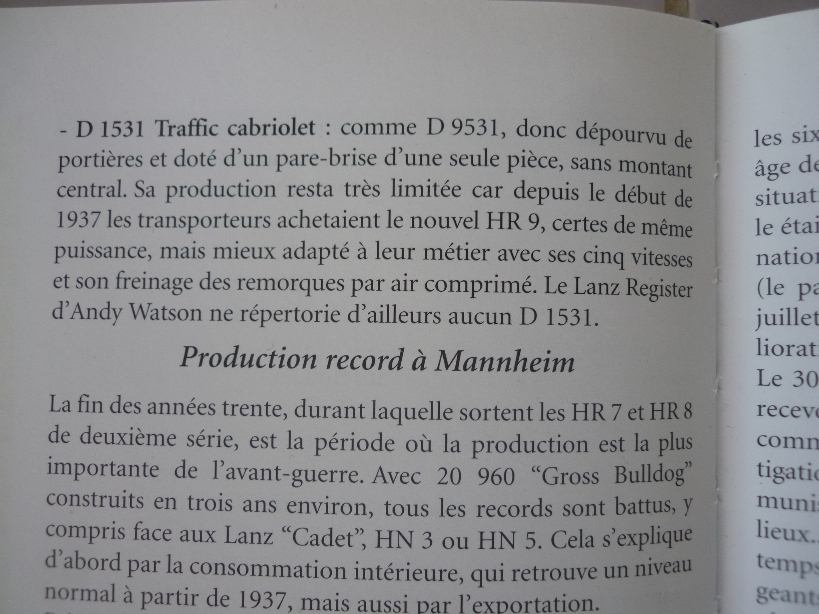 - D 1531 Traffic cabriolet : comme D 9531, donc dépourvu de
portières et doté d'un pare-brise d'une seule pièce, sans montant
central. Sa production resta très limitée car depuis le début de
1937 les transporteurs achetaient le nouvel HR 9, certes de même
puissance, mais mieux adapté à leur métier avec ses cinq vitesses
et son freinage des remorques par air comprimé. Le Lanz Register
d'Andy Watson ne répertorie d'ailleurs aucun D 1531.
Production record à Mannheim
La fin des années trente, durant laquelle sortent les HR 7 et HR 8
de deuxième série, est la période où la production est la plus
importante de l'avant-guerre. Avec 20 960 “Gross Bulldog”
construits en trois ans environ, tous les records sont battus, y
compris face aux Lanz “Cadet”, HN 3 ou HN 5. Cela s'explique
d'abord par la consommation intérieure, qui retrouve un niveau
normal à partir de 1937, mais aussi par l'exportation.
les six
âge de
situat
le étai
nation
(le pa
juillet
liorat
Le 30
recev
comm
tigati
munis
lieux..
temps
geants